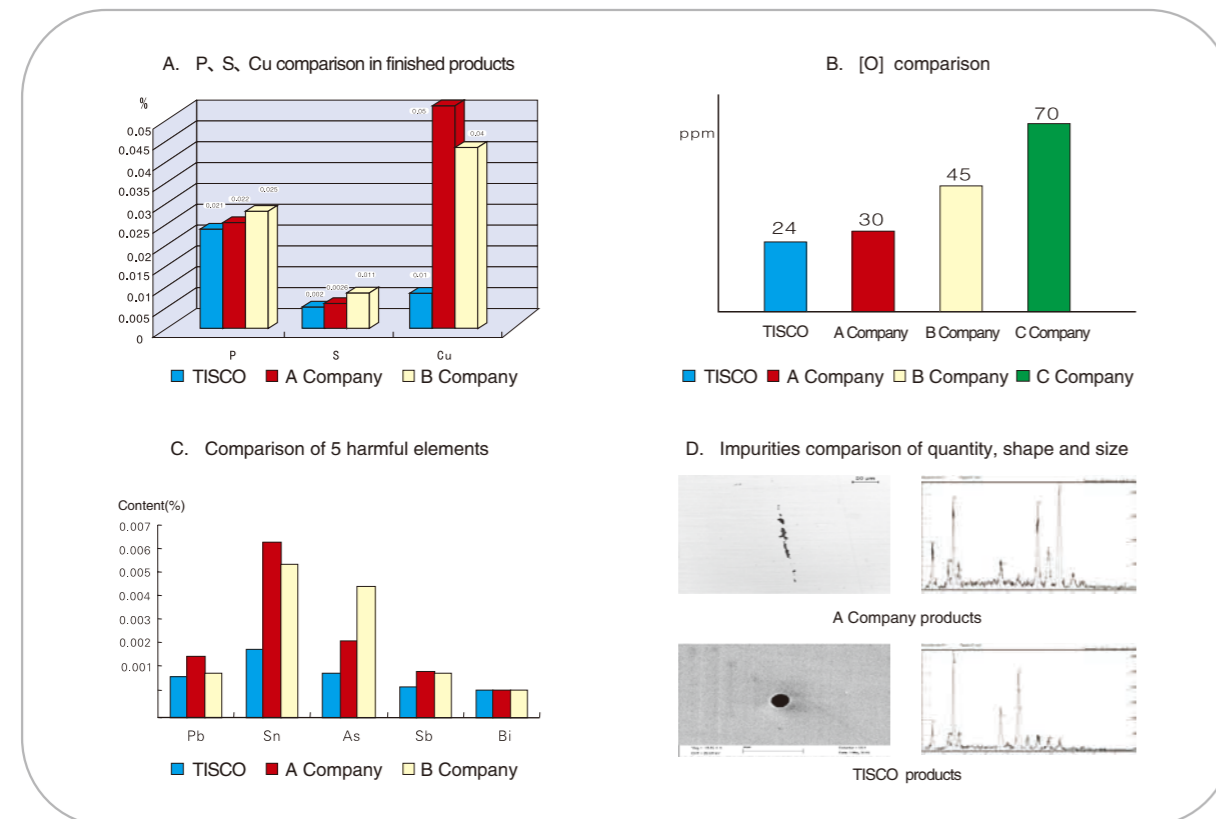 A. P、S、Cu comparison in finished products
%
0.05
0.045
0.04
0.035
0.03
0.025
0.02
0.015
0.01
0.005
0
0.021
0.022
0.025
0.002
0.0026
0.011
0.01
0.05
0.04
P S Cu
TISCO A Company B Company
B. [O] comparison
ppm
24
30
45
70
TISCO A Company B Company C Company
TISCO A Company B Company C Company
C. Comparison of 5 harmful elements
Content(%)
0.007
0.006
0.005
0.004
0.003
0.002
0.001
Pb Sn As Sb Bi
TISCO A Company B Company
D. Impurities comparison of quantity, shape and size
20 μm
A Company products
TISCO products